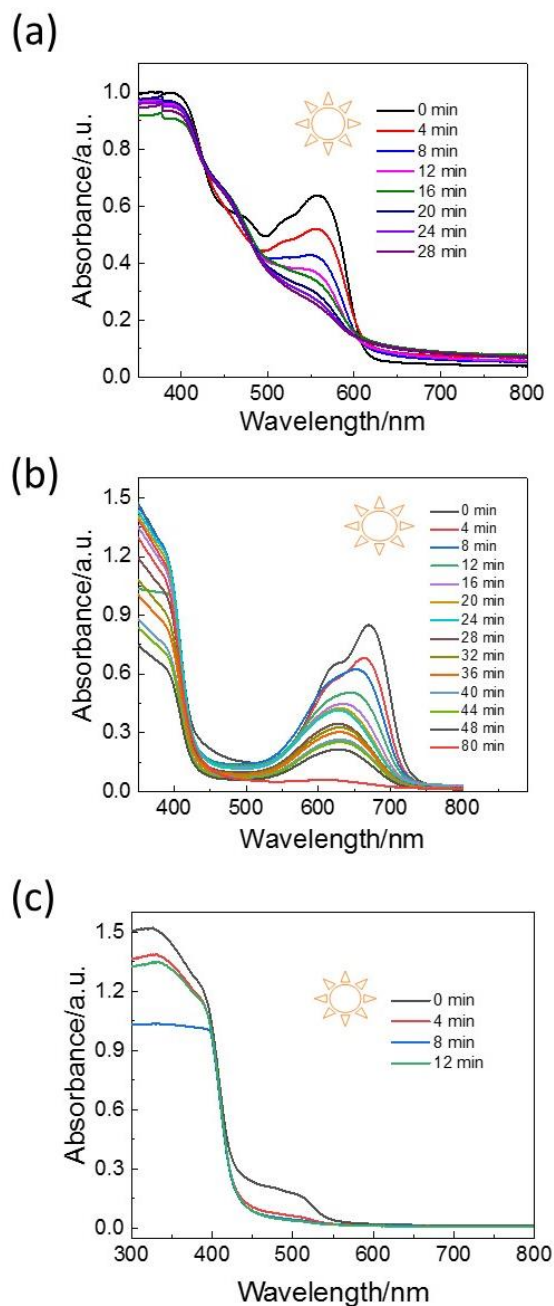 (a)
Absorbance/a.u.
1.0
0.8
0.6
0.4
0.2
0.0
0 min
4 min
8 min
12 min
16 min
20 min
24 min
28 min
400
500
600
700
800
Wavelength/nm
(b)
Absorbance/a.u.
1.5
1.2
0.9
0.6
0.3
0.0
0 min
4 min
8 min
12 min
16 min
20 min
24 min
28 min
32 min
36 min
40 min
44 min
48 min
80 min
400
500
600
700
800
Wavelength/nm
(c)
Absorbance/a.u.
1.5
1.2
0.9
0.6
0.3
0.0
0 min
4 min
8 min
12 min
300
400
500
600
700
800
Wavelength/nm